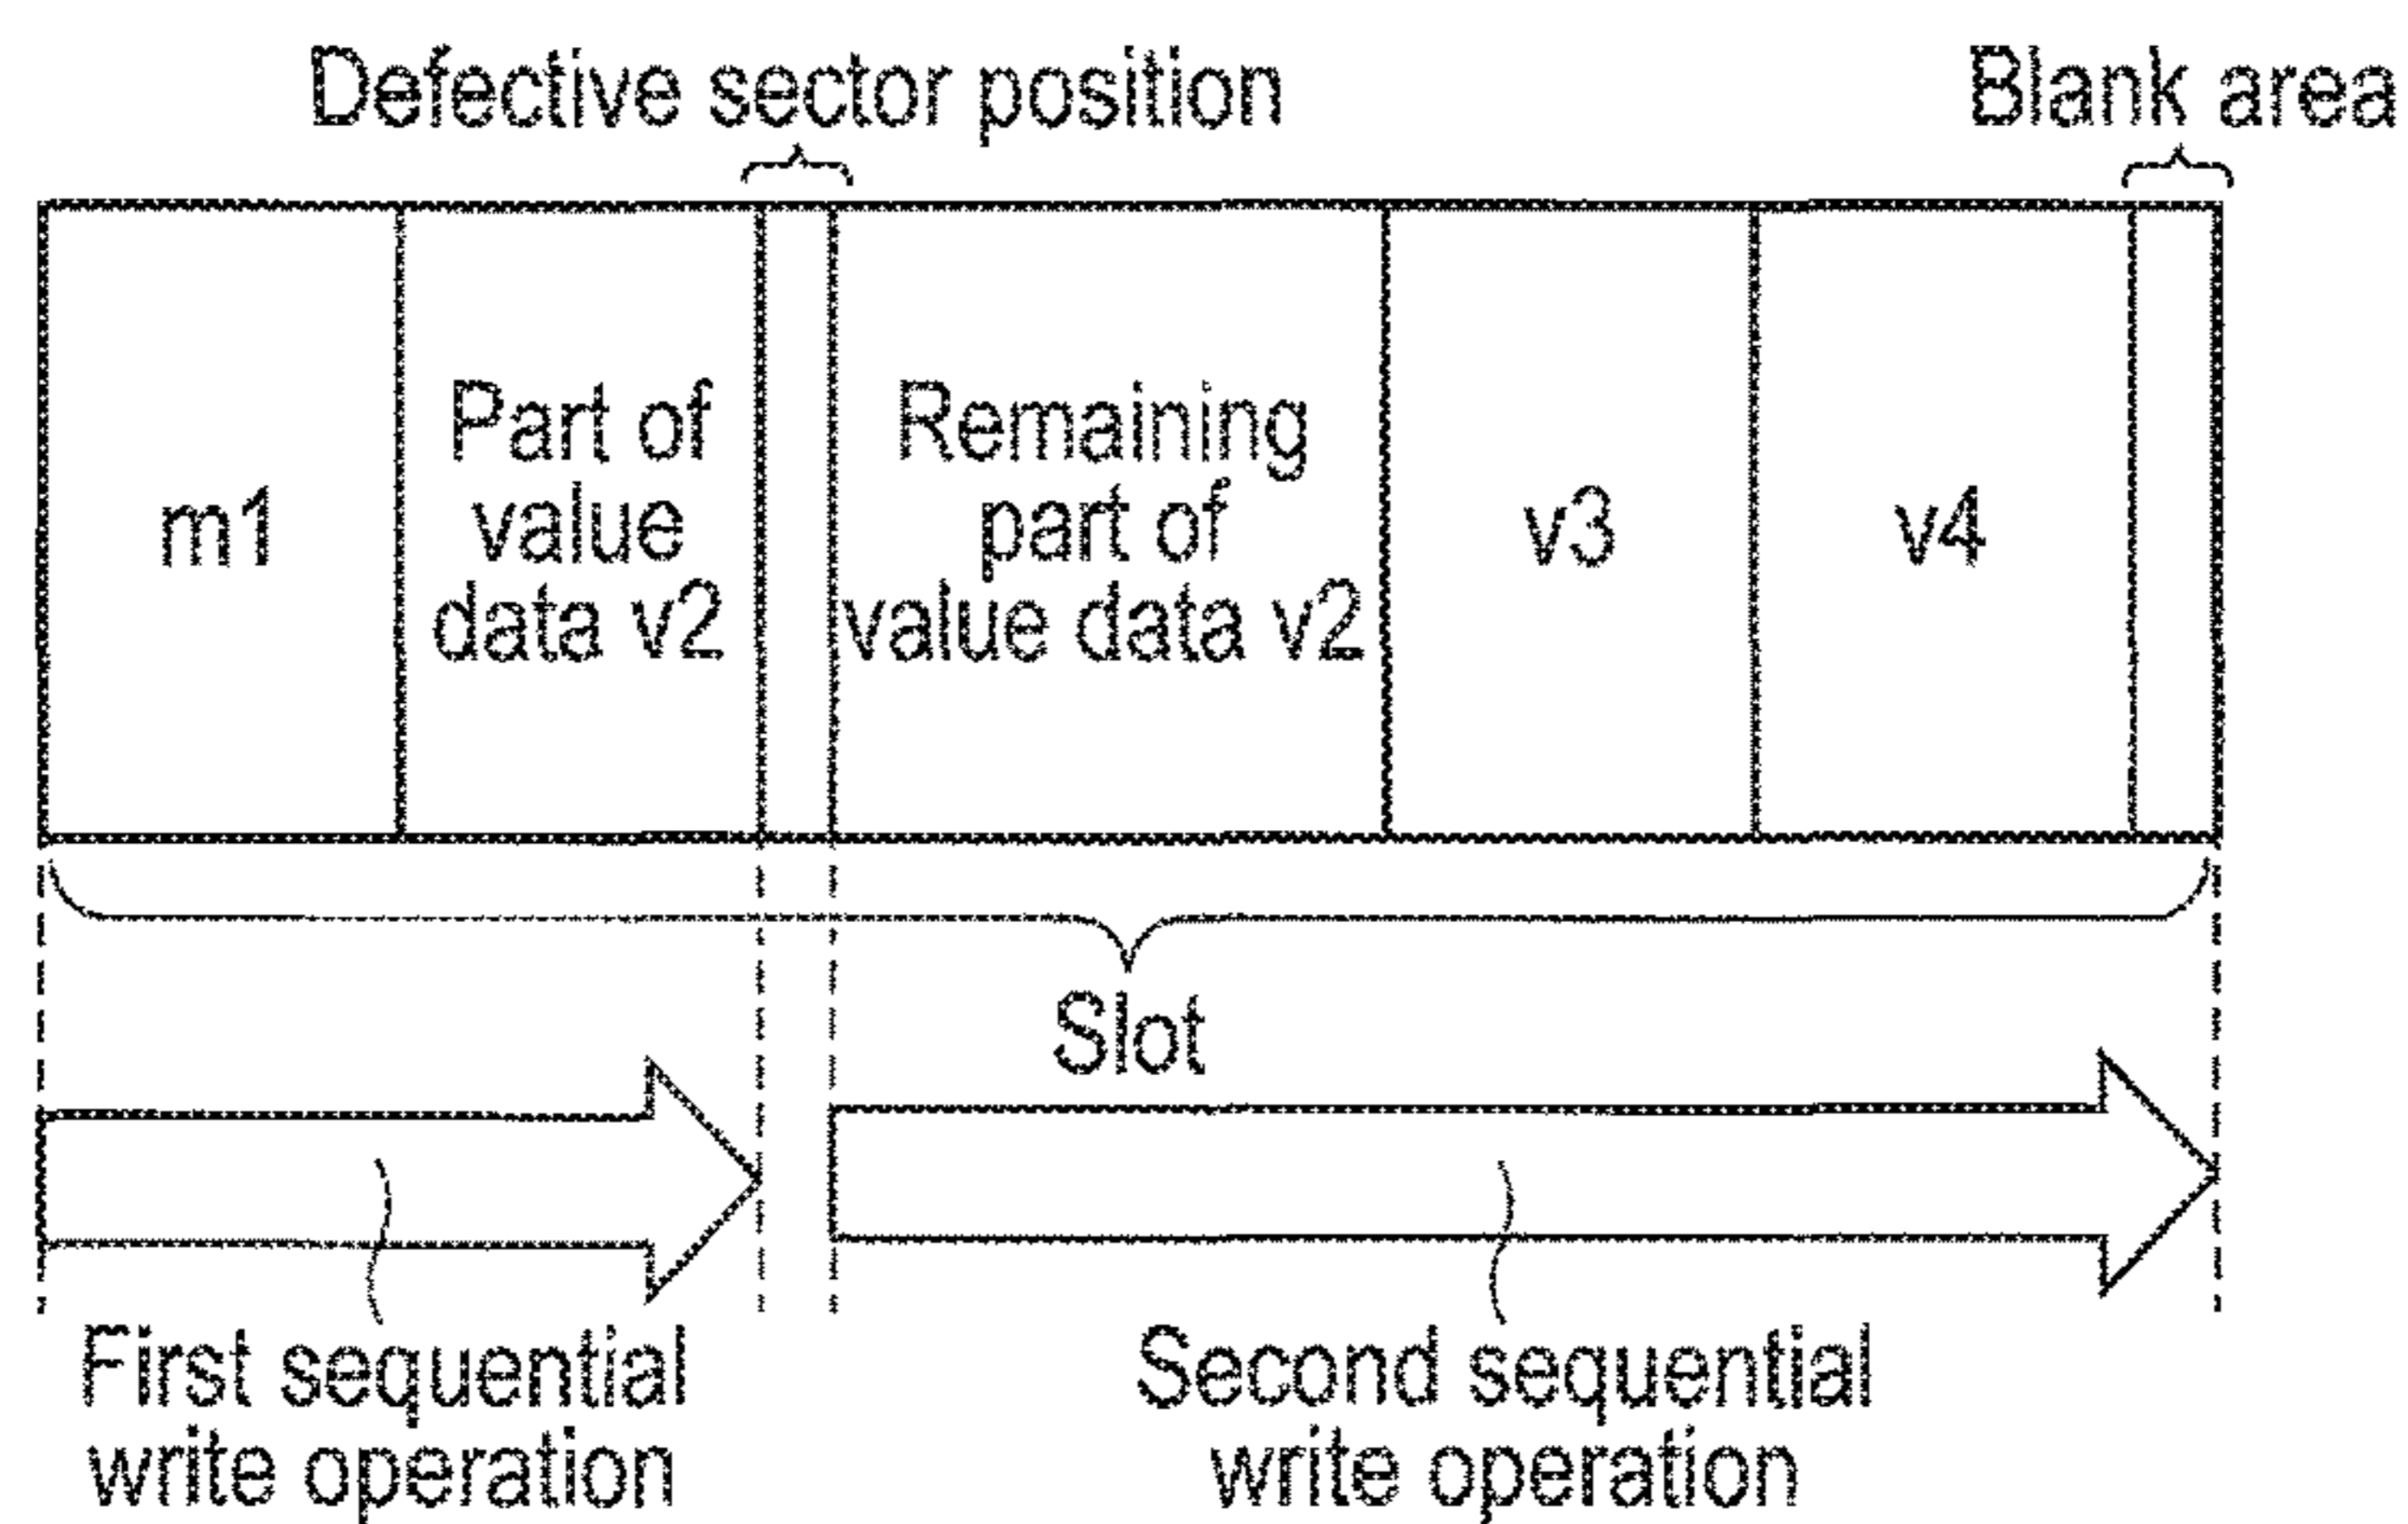 Defective sector position
Blank area
m1
Part of
value
data v2
Remaining
part of
value data v2
v3
v4
Slot
First sequential
write operation
Second sequential
write operation